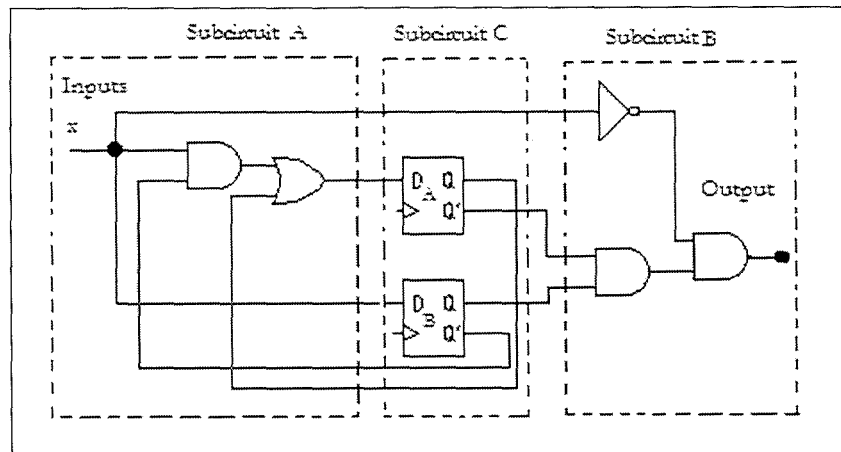 Subcircuit A
Subcircuit C
Subcircuit B
Inputs
x
D Q
A
Q'
Output
D Q
B
Q'